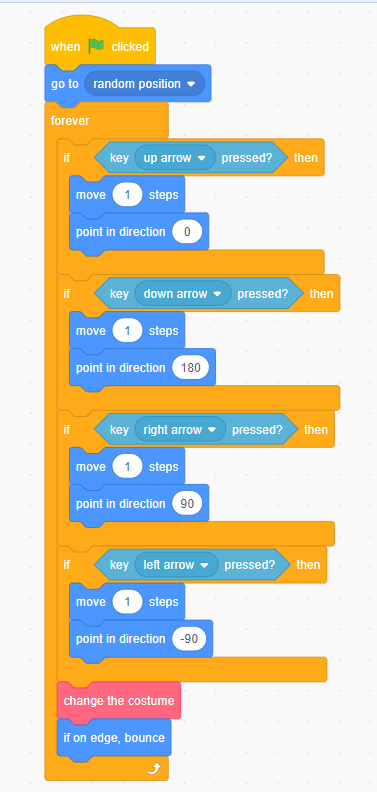 when clicked
go to random position
forever
if key up arrow pressed? then
move 1 steps
point in direction 0
if key down arrow pressed? then
move 1 steps
point in direction 180
if key right arrow pressed? then
move 1 steps
point in direction 90
if key left arrow pressed? then
move 1 steps
point in direction -90
change the costume
if on edge, bounce